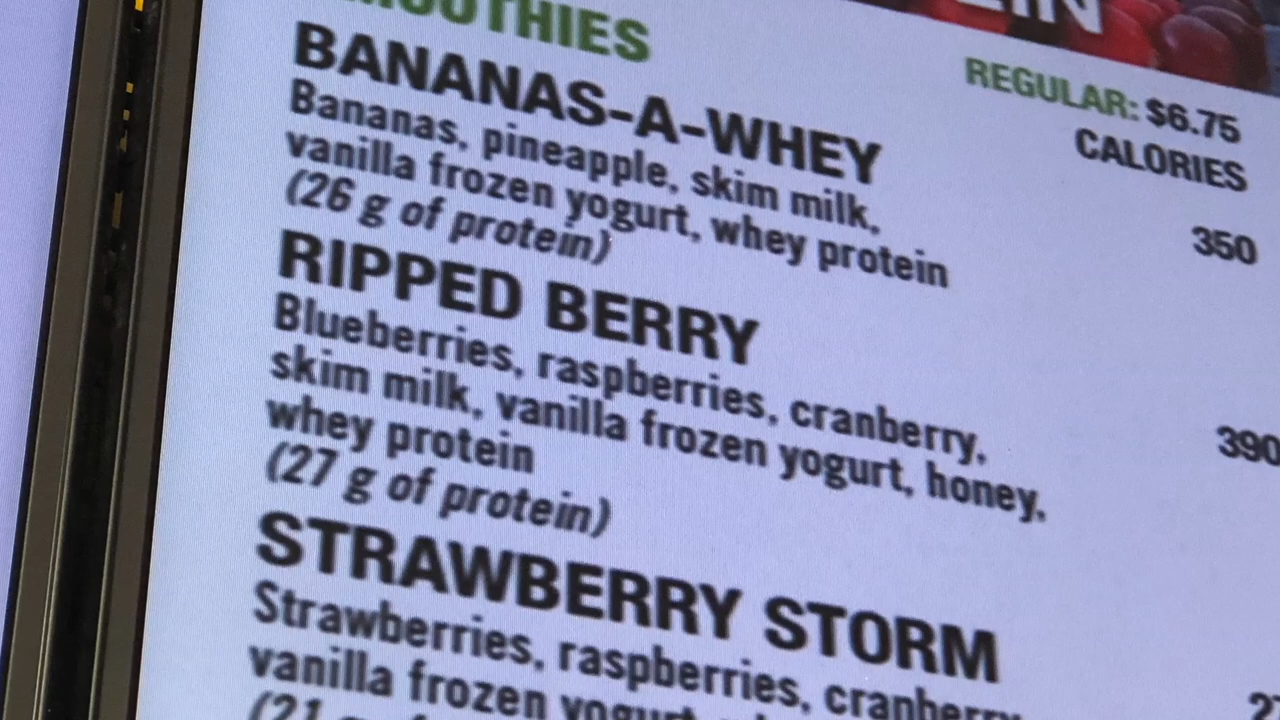 SMOOTHIES
REGULAR: $6.75
CALORIES
BANANAS-A-WHEY
Bananas, pineapple, skim milk,
vanilla frozen yogurt, whey protein 350
(26 g of protein)
RIPPED BERRY
Blueberries, raspberries, cranberry,
skim milk, vanilla frozen yogurt, honey, 390
whey protein
(27 g of protein)
STRAWBERRY STORM
Strawberries, raspberries, cranberry
vanilla frozen yogurt,
(21 g